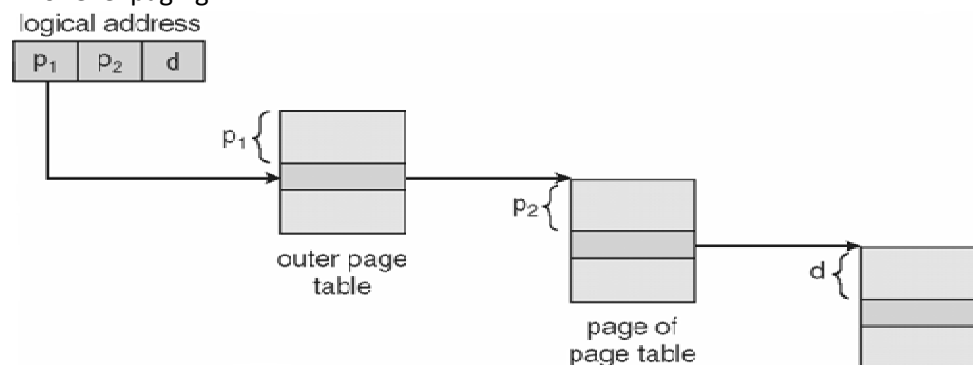 logical address
p₁ p₂ d
p₁
outer page
table
p₂
page of
page table
d